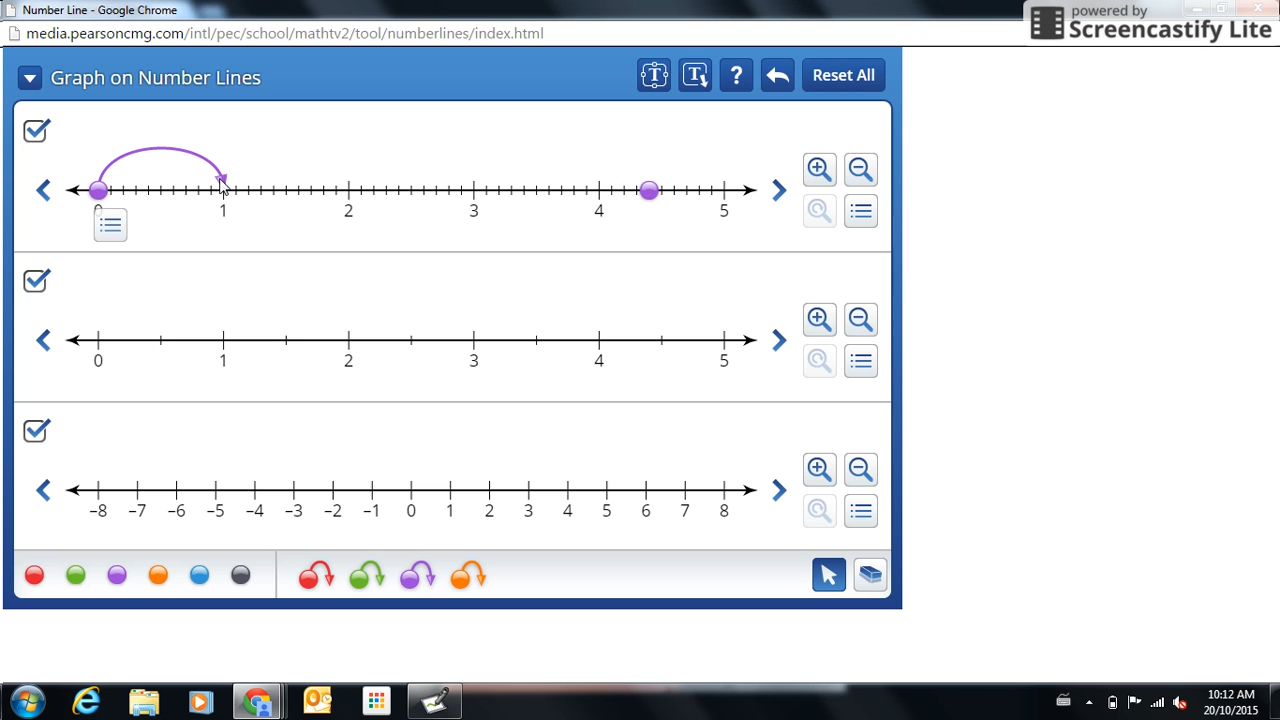 Number Line - Google Chrome
powered by
Screencastify Lite
media.pearsoncmg.com/intl/pec/school/mathtv2/tool/numberlines/index.html
Graph on Number Lines
T
T
?
Reset All
0 1 2 3 4 5
0 1 2 3 4 5
-8 -7 -6 -5 -4 -3 -2 -1 0 1 2 3 4 5 6 7 8
10:12 AM
20/10/2015